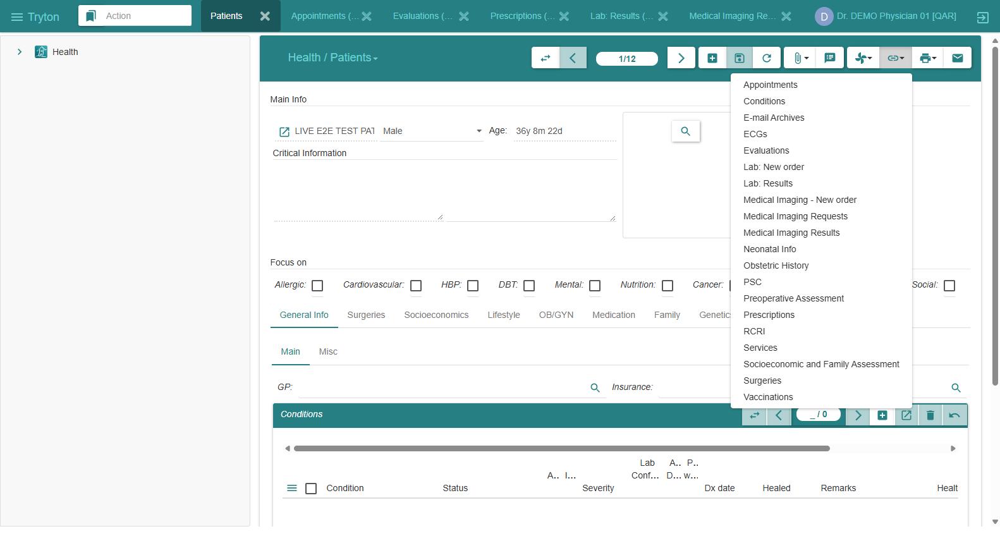 Tryton
Action
Patients
Appointments (...
Evaluations (...
Prescriptions (...
Lab: Results (...
Medical Imaging Re...
D
Dr. DEMO Physician 01 [QAR]
Health
Health / Patients
1/12
Appointments
Conditions
E-mail Archives
ECGs
Evaluations
Lab: New order
Lab: Results
Medical Imaging - New order
Medical Imaging Requests
Medical Imaging Results
Neonatal Info
Obstetric History
PSC
Preoperative Assessment
Prescriptions
RCRI
Services
Socioeconomic and Family Assessment
Surgeries
Vaccinations
Main Info
LIVE E2E TEST PAT
Male
Age:
36y 8m 22d
Critical Information
Focus on
Allergic:
Cardiovascular:
HBP:
DBT:
Mental:
Nutrition:
Cancer:
Social:
General Info
Surgeries
Socioeconomics
Lifestyle
OB/GYN
Medication
Family
Genetics
Main
Misc
GP:
Insurance:
Conditions
_ / 0
Condition
Status
A..
I...
Severity
Lab
Conf...
A..
D...
P..
w...
Dx date
Healed
Remarks
Healt